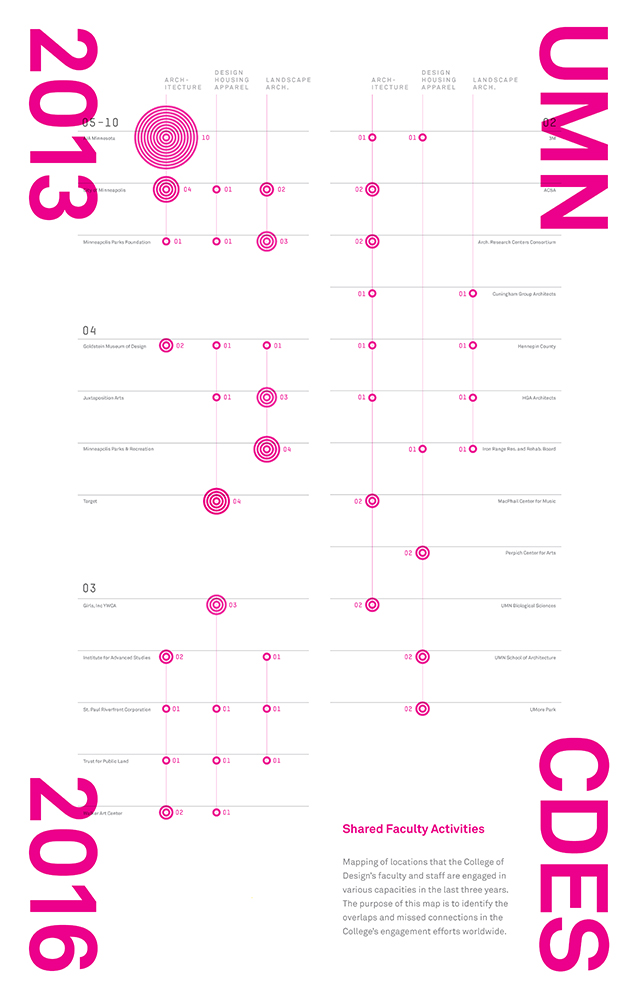 2013
UMN
ARCH-
ITECTURE
DESIGN
HOUSING
APPAREL
LANDSCAPE
ARCH.
ARCH-
ITECTURE
DESIGN
HOUSING
APPAREL
LANDSCAPE
ARCH.
05-10
Minnesota 10
Minneapolis 04 01 02
Minneapolis Parks Foundation 01 01 03
04
Goldstein Museum of Design 02 01 01
Juxtaposition Arts 01 03
Minneapolis Parks & Recreation 04
Target 04
03
Girls, Inc YWCA 03
Institute for Advanced Studies 02 01
St. Paul Riverfront Corporation 01 01 01
Trust for Public Land 01 01 01
Art Center 02 01
02
01 01 3M
02 ACSA
02 Arch. Research Centers Consortium
01 01 Cuningham Group Architects
01 01 Hennepin County
01 01 HGA Architects
01 01 Iron Range Res. and Rehab. Board
02 MacPhail Center for Music
02 Perpich Center for Arts
02 UMN Biological Sciences
02 UMN School of Architecture
02 UMore Park
2016
CDES
Shared Faculty Activities
Mapping of locations that the College of
Design's faculty and staff are engaged in
various capacities in the last three years.
The purpose of this map is to identify the
overlaps and missed connections in the
College's engagement efforts worldwide.